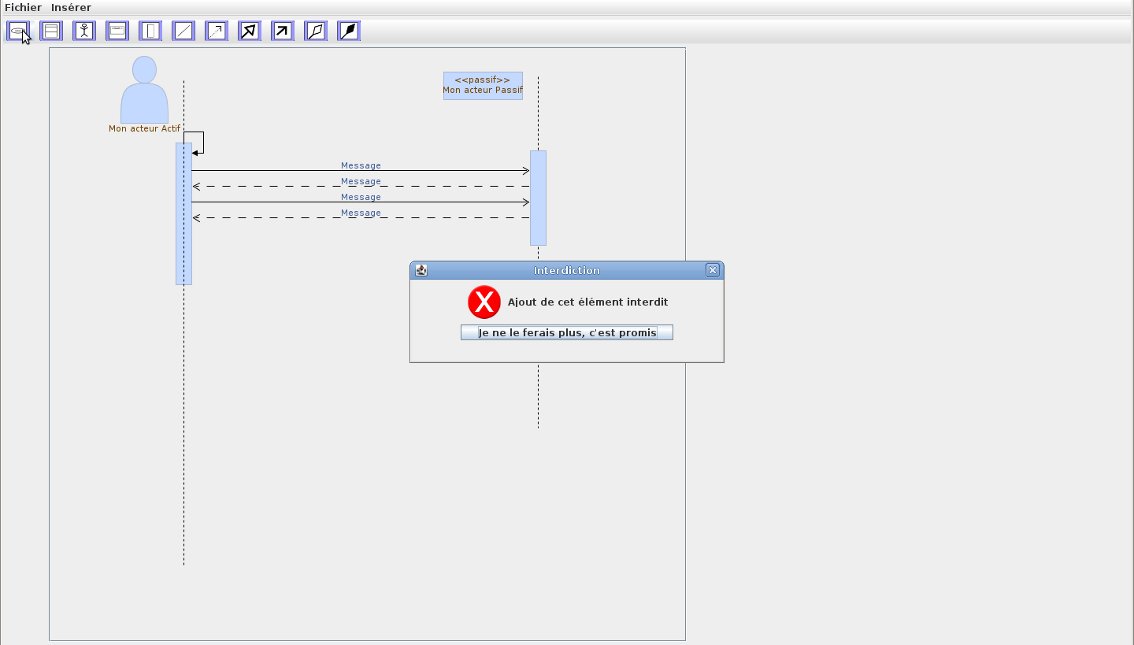 Fichier Insérer
<<passif>>
Mon acteur Passif
Mon acteur Actif
Message
Message
Message
Message
Interdiction
Ajout de cet élément interdit
Je ne le ferais plus, c'est promis